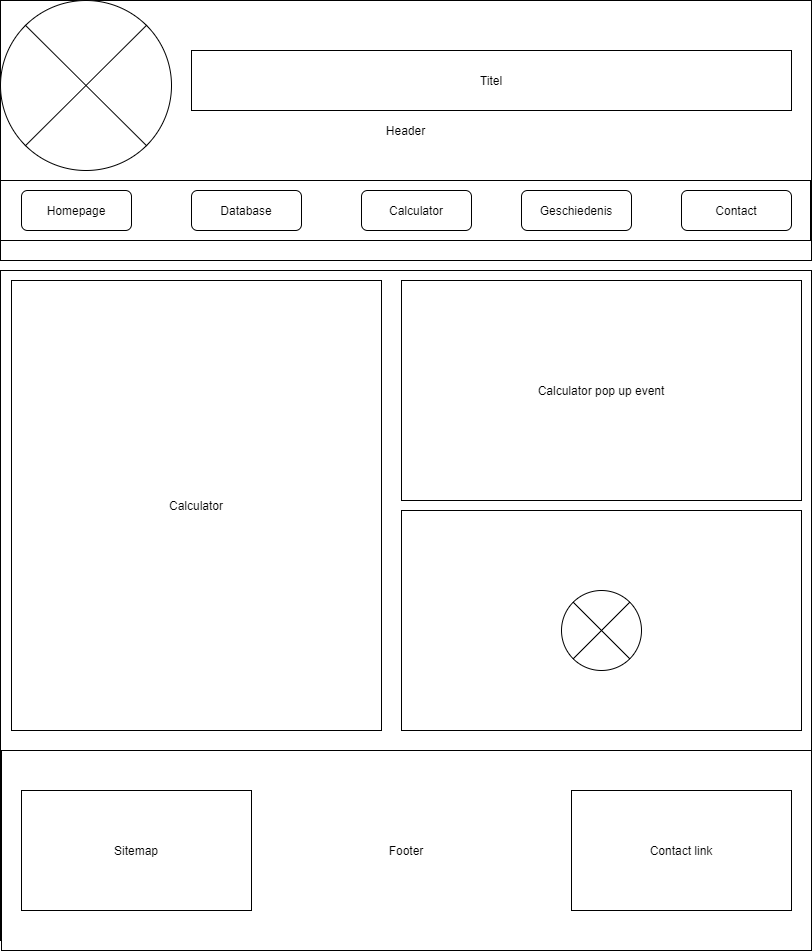 Titel
Header
Homepage
Database
Calculator
Geschiedenis
Contact
Calculator
Calculator pop up event
Sitemap
Footer
Contact link